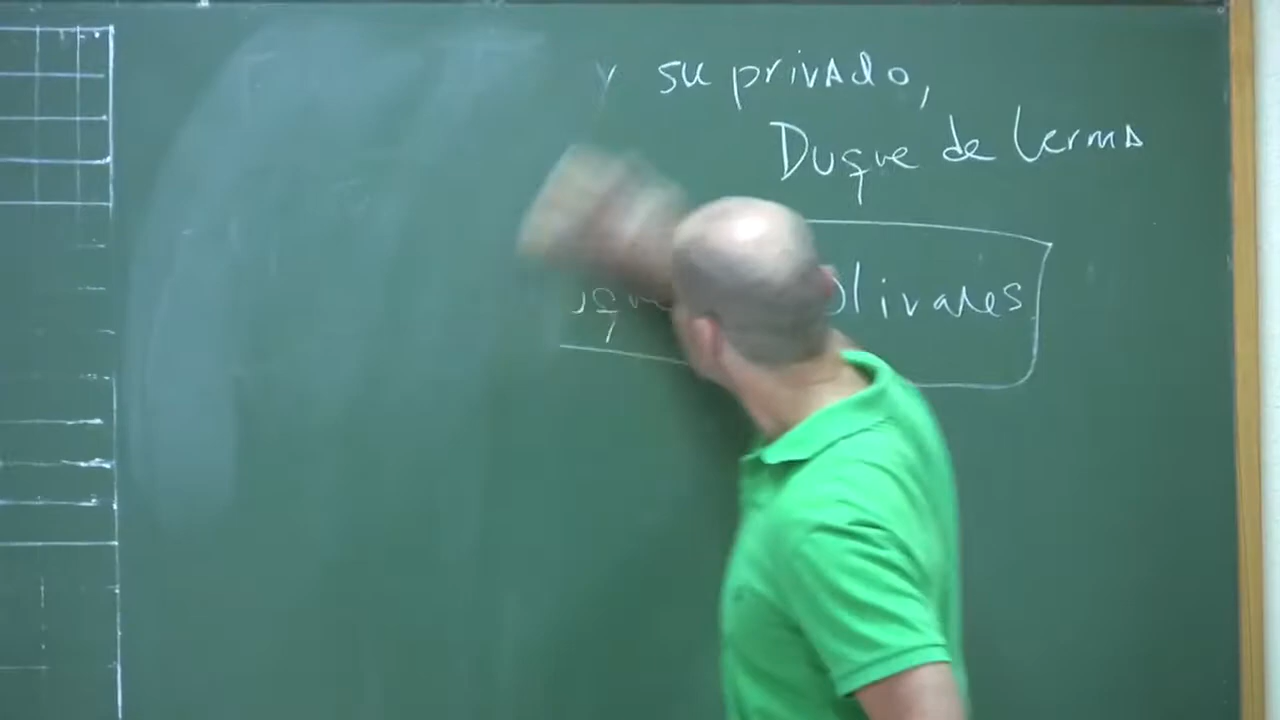 y su privado,
Duque de Lerma
Olivares